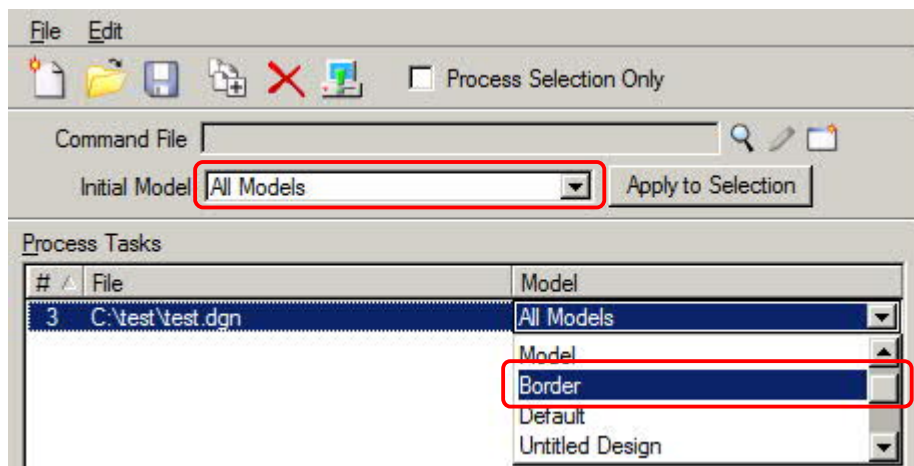 File Edit
Process Selection Only
Command File
Initial Model All Models Apply to Selection
Process Tasks
# File Model
3 C:\test\test.dgn All Models
Model
Border
Default
Untitled Design